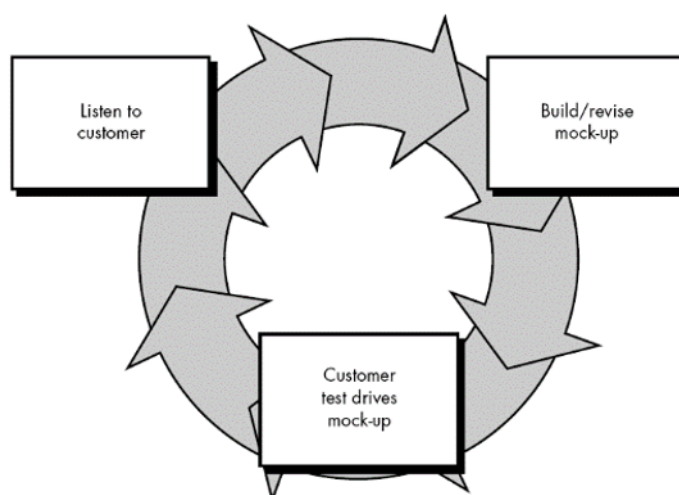 Listen to
customer
Build/revise
mock-up
Customer
test drives
mock-up